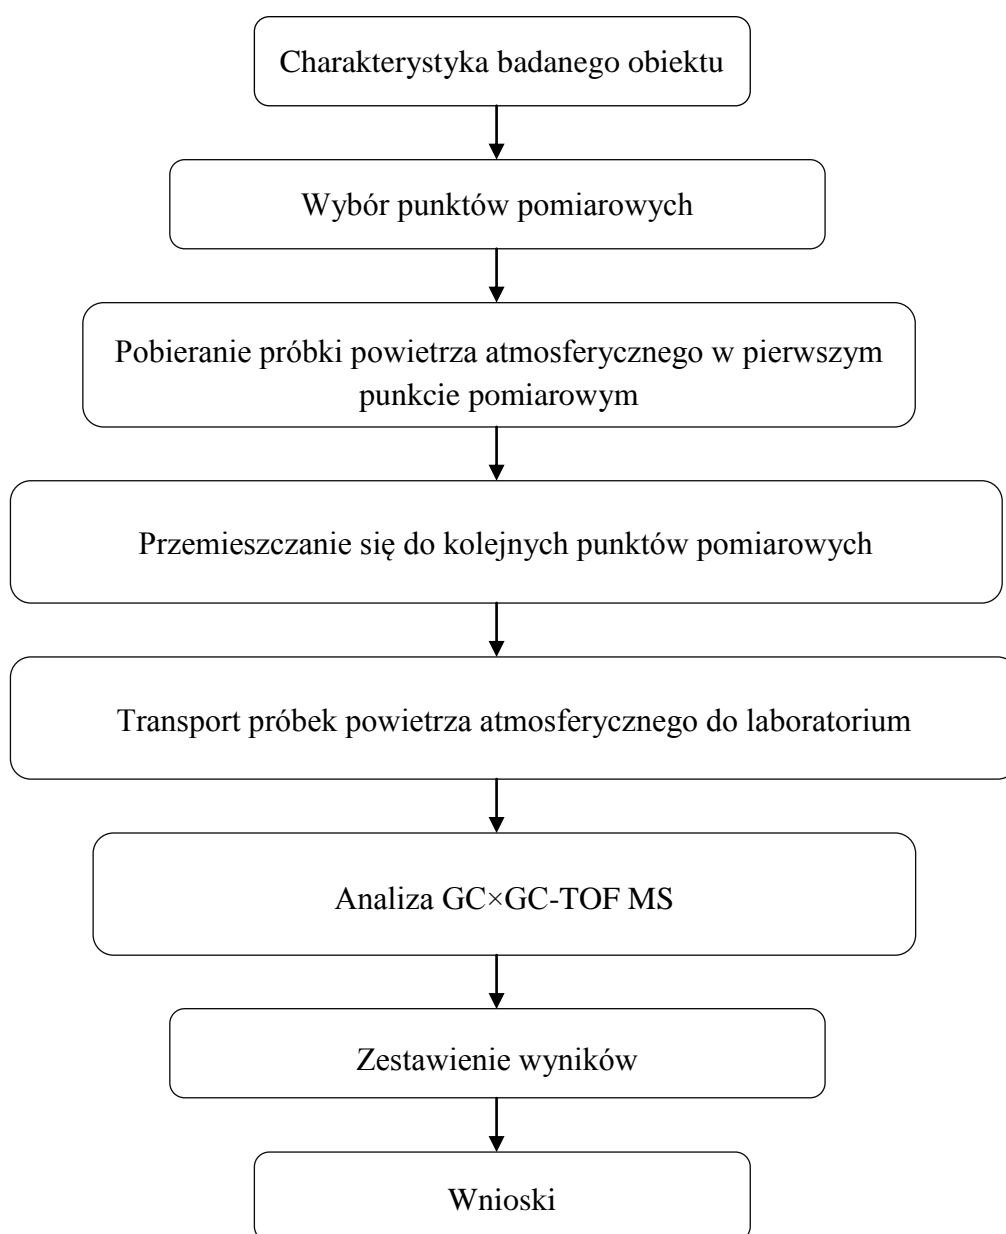 Charakterystyka badanego obiektu
Wybór punktów pomiarowych
Pobieranie próbki powietrza atmosferycznego w pierwszym
punkcie pomiarowym
Przemieszczanie się do kolejnych punktów pomiarowych
Transport próbek powietrza atmosferycznego do laboratorium
Analiza GC×GC-TOF MS
Zestawienie wyników
Wnioski